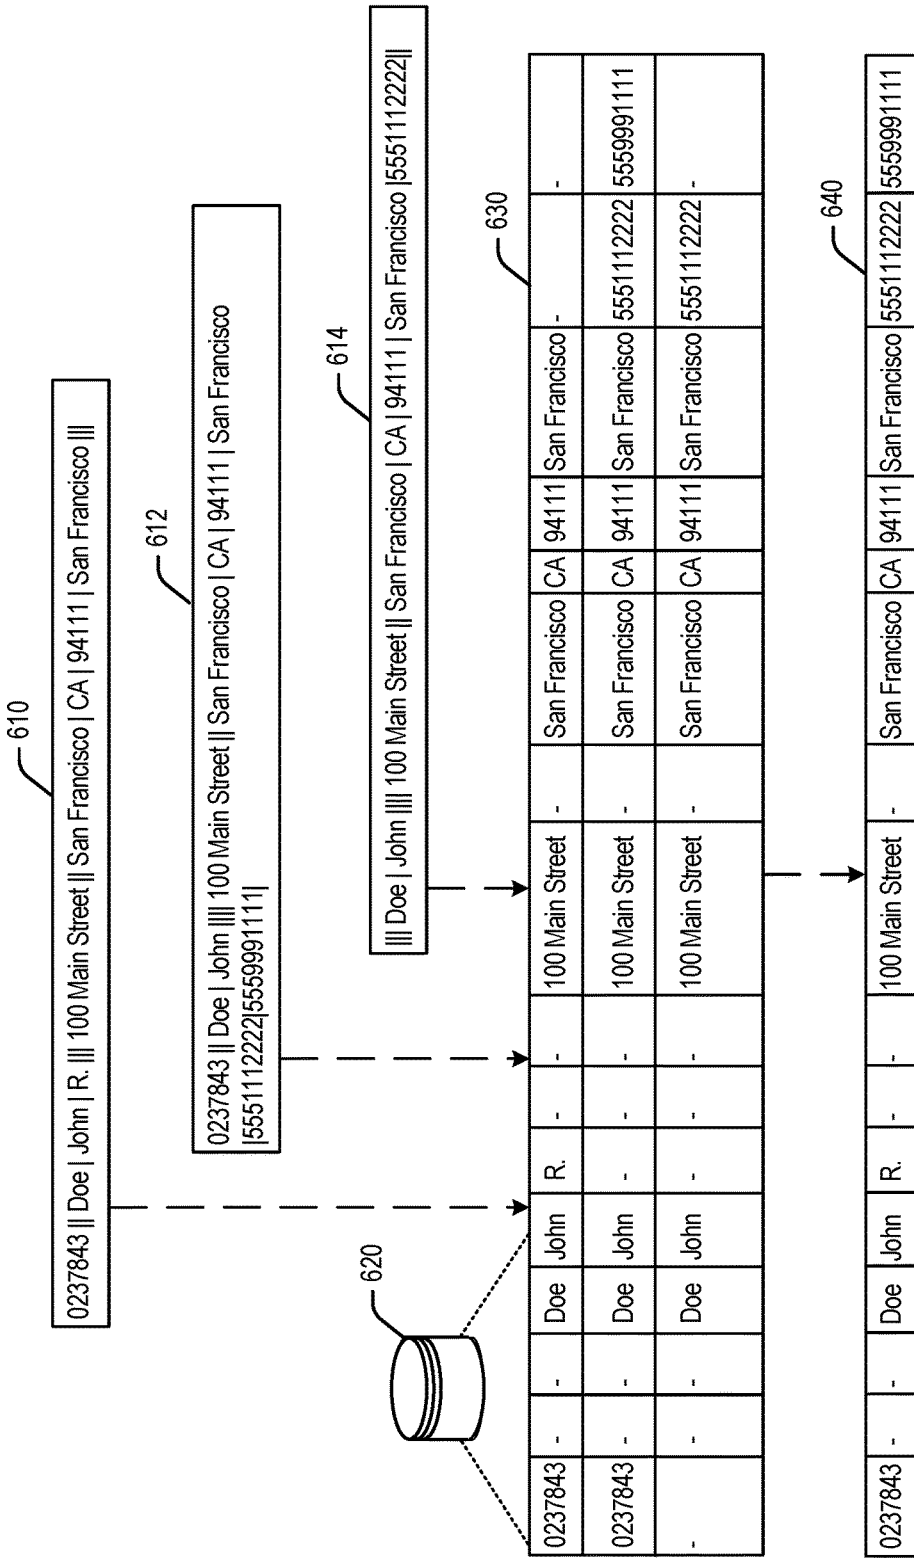 610
0237843 ||| Doe | John | R. ||| 100 Main Street || San Francisco | CA | 94111 | San Francisco |||
612
0237843 ||| Doe | John |||| 100 Main Street || San Francisco | CA | 94111 | San Francisco
|5551112222|5559991111|
614
||| Doe | John |||| 100 Main Street || San Francisco | CA | 94111 | San Francisco |5551112222||
620
630
0237843 - - Doe John R. - - 100 Main Street - San Francisco CA 94111 San Francisco - -
0237843 - - Doe John - - - 100 Main Street - San Francisco CA 94111 San Francisco 5551112222 5559991111
- - - Doe John - - - 100 Main Street - San Francisco CA 94111 San Francisco 5551112222 -
640
0237843 - - Doe John R. - - 100 Main Street - San Francisco CA 94111 San Francisco 5551112222 5559991111